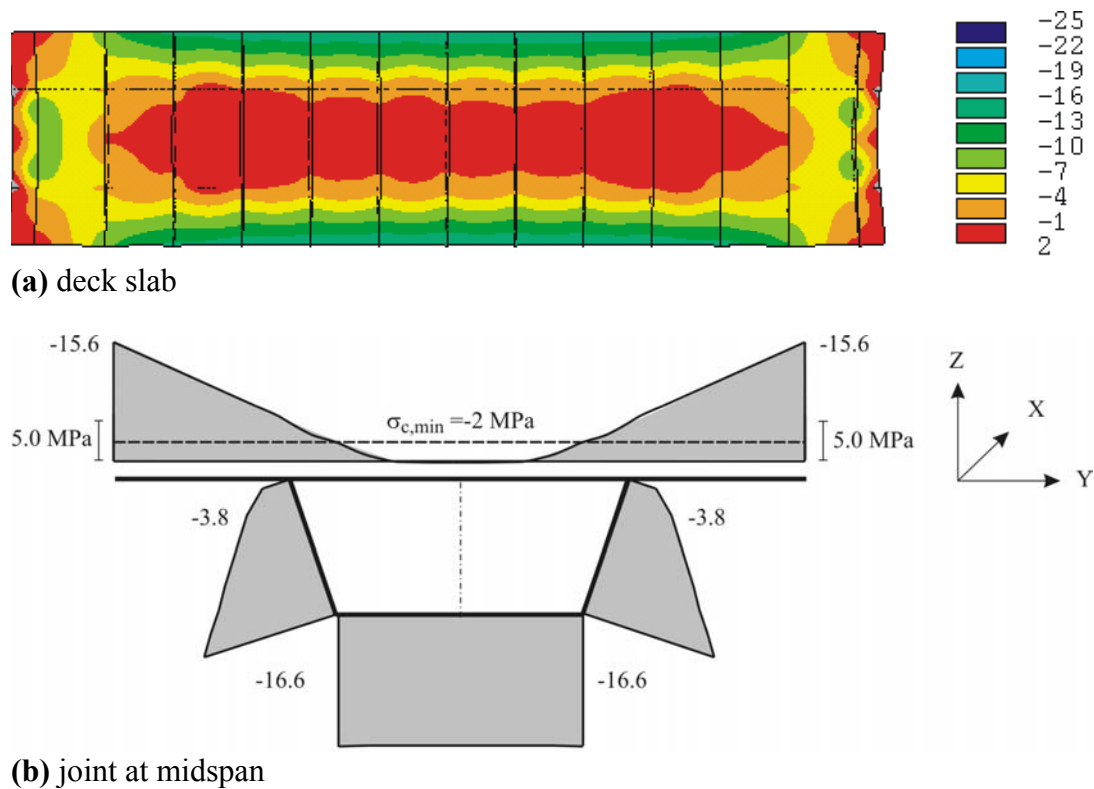 -25
-22
-19
-16
-13
-10
-7
-4
-1
2
(a) deck slab
-15.6
-15.6
σc,min =-2 MPa
5.0 MPa
5.0 MPa
Z
X
Y
-3.8
-3.8
-16.6
-16.6
(b) joint at midspan